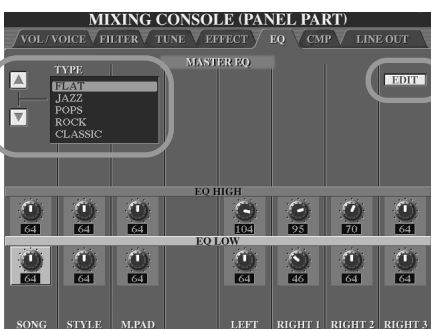 MIXING CONSOLE (PANEL PART)
VOL / VOICE FILTER TUNE EFFECT EQ CMP LINE OUT
MASTER EQ
TYPE
EDIT
FLAT
JAZZ
POPS
ROCK
CLASSIC
EQ HIGH
64 64 64 104 95 70 64
EQ LOW
64 64 64 64 46 64 64
SONG STYLE M.PAD LEFT RIGHT 1 RIGHT 2 RIGHT 3